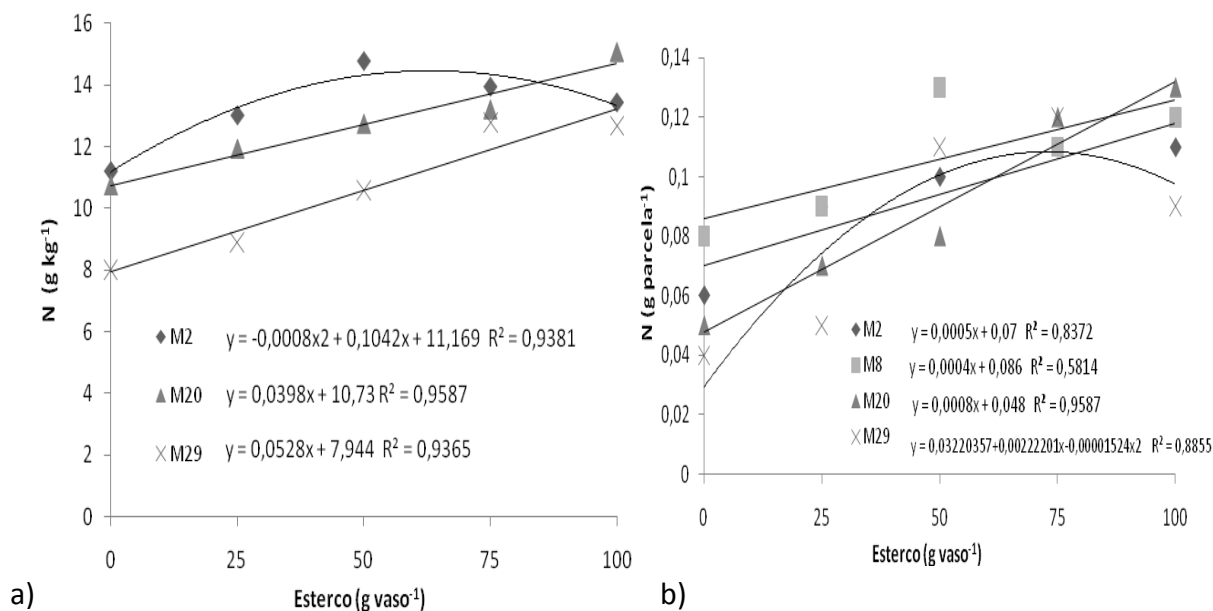 N (g kg⁻¹)
16
14
12
10
8
6
4
2
0
M2 y = -0,0008x2 + 0,1042x + 11,169 R² = 0,9381
M20 y = 0,0398x + 10,73 R² = 0,9587
M29 y = 0,0528x + 7,944 R² = 0,9365
0 25 50 75 100
Esterco (g vaso⁻¹)
a)
N (g parcela⁻¹)
0,14
0,12
0,1
0,08
0,06
0,04
0,02
0
M2 y = 0,0005x + 0,07 R² = 0,8372
M8 y = 0,0004x + 0,086 R² = 0,5814
M20 y = 0,0008x + 0,048 R² = 0,9587
M29 y = 0,03220357+0,00222201x-0,00001524x2 R² = 0,8855
0 25 50 75 100
Esterco (g vaso⁻¹)
b)